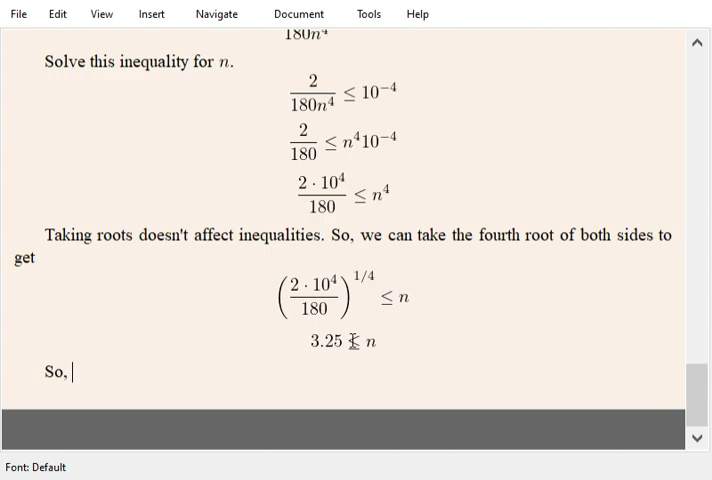 File Edit View Insert Navigate Document Tools Help
180n⁴
Solve this inequality for n.
2/(180n⁴) ≤ 10⁻⁴
2/180 ≤ n⁴10⁻⁴
(2 · 10⁴)/180 ≤ n⁴
Taking roots doesn't affect inequalities. So, we can take the fourth root of both sides to
get
((2 · 10⁴)/180)^(1/4) ≤ n
3.25 ≤ n
So,
Font: Default